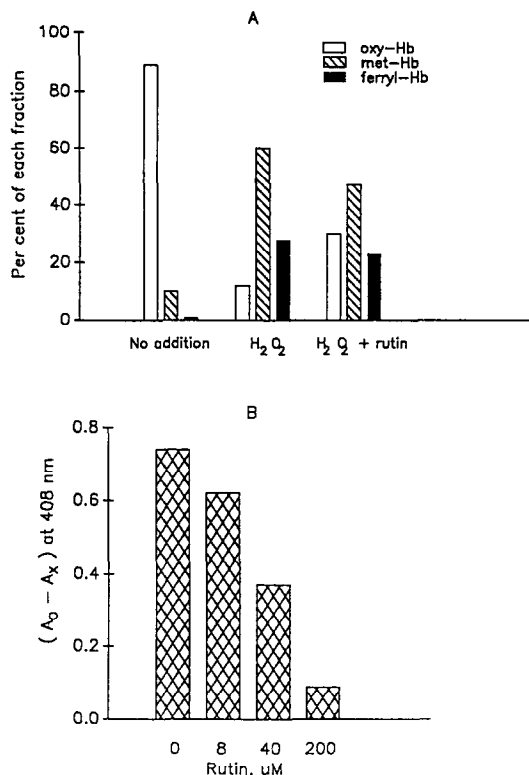 A
oxy-Hb
met-Hb
ferryl-Hb
Per cent of each fraction
100
80
60
40
20
0
No addition
H2O2
H2O2 + rutin
B
(A0 - Ax) at 408 nm
0.8
0.6
0.4
0.2
0.0
0
8
40
200
Rutin, uM